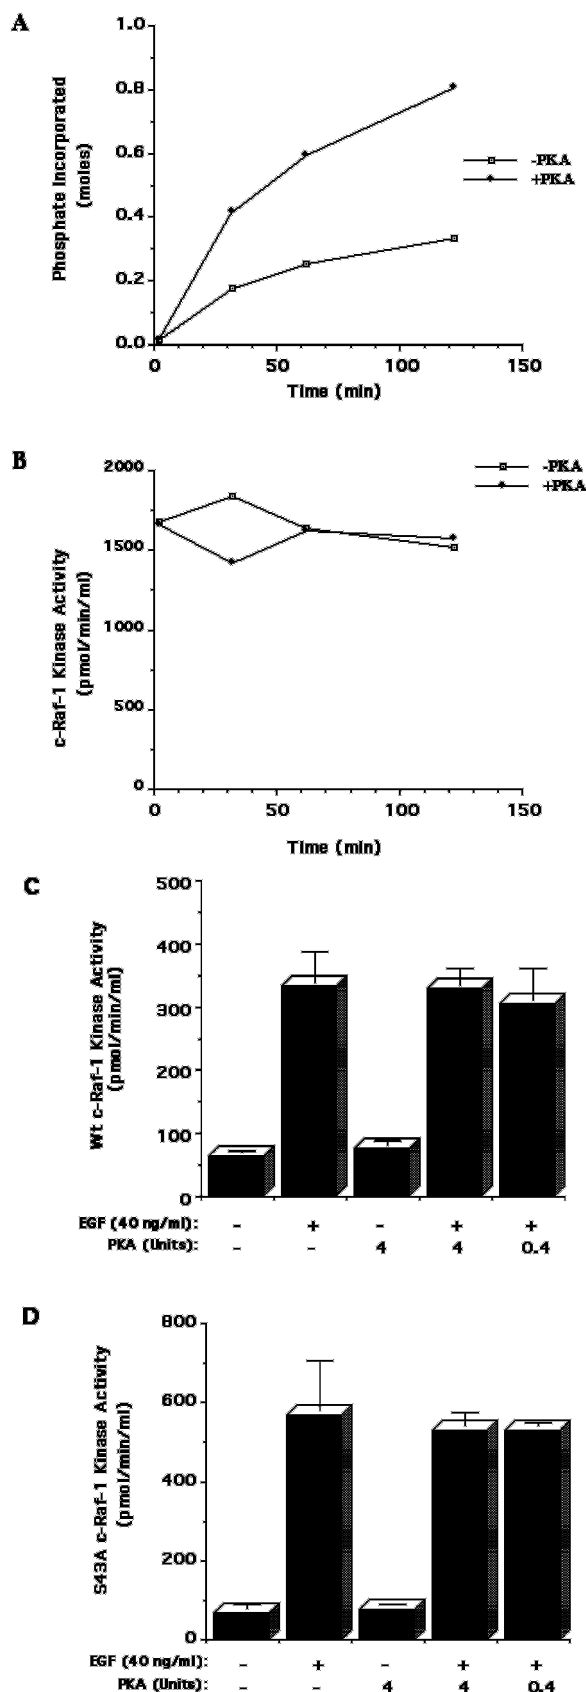 A
1.0
0.8
0.6
0.4
0.2
0.0
Phosphate Incorporated
(moles)
-PKA
+PKA
0 50 100 150
Time (min)
B
2000
1500
1000
500
0
c-Raf-1 Kinase Activity
(pmol/min/ml)
-PKA
+PKA
0 50 100 150
Time (min)
C
500
400
300
200
100
0
Wt c-Raf-1 Kinase Activity
(pmol/min/ml)
EGF (40 ng/ml): - + - + +
PKA (Units): - - 4 4 0.4
D
800
600
400
200
0
S43A c-Raf-1 Kinase Activity
(pmol/min/ml)
EGF (40 ng/ml): - + - + +
PKA (Units): - - 4 4 0.4